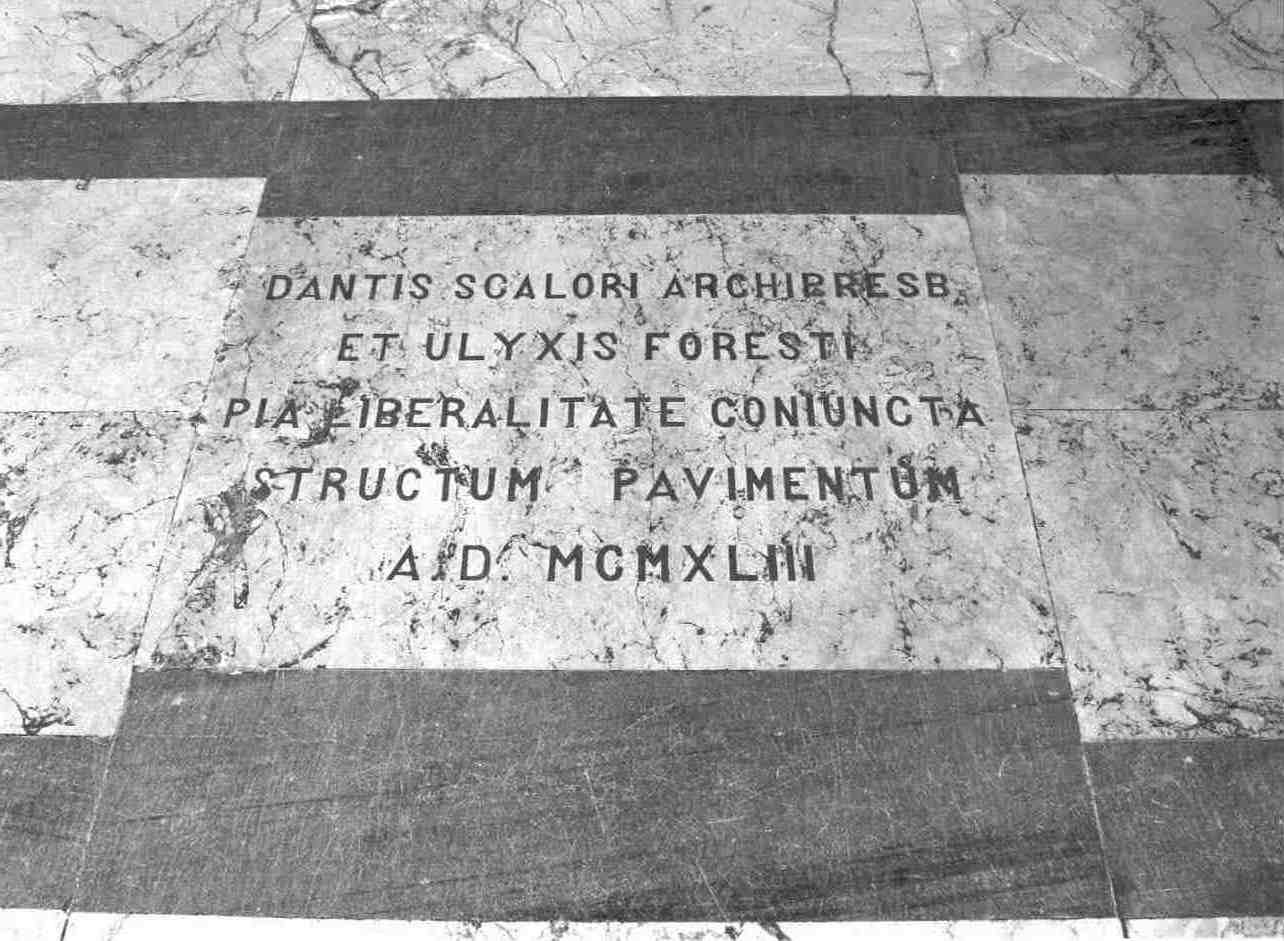 DANTIS SCALORI ARCHIPRESB.
ET ULYXIS FORESTI
PIA LIBERALITATE CONIUNCTA
STRUCTUM PAVIMENTUM
A.D. MCMXLIII